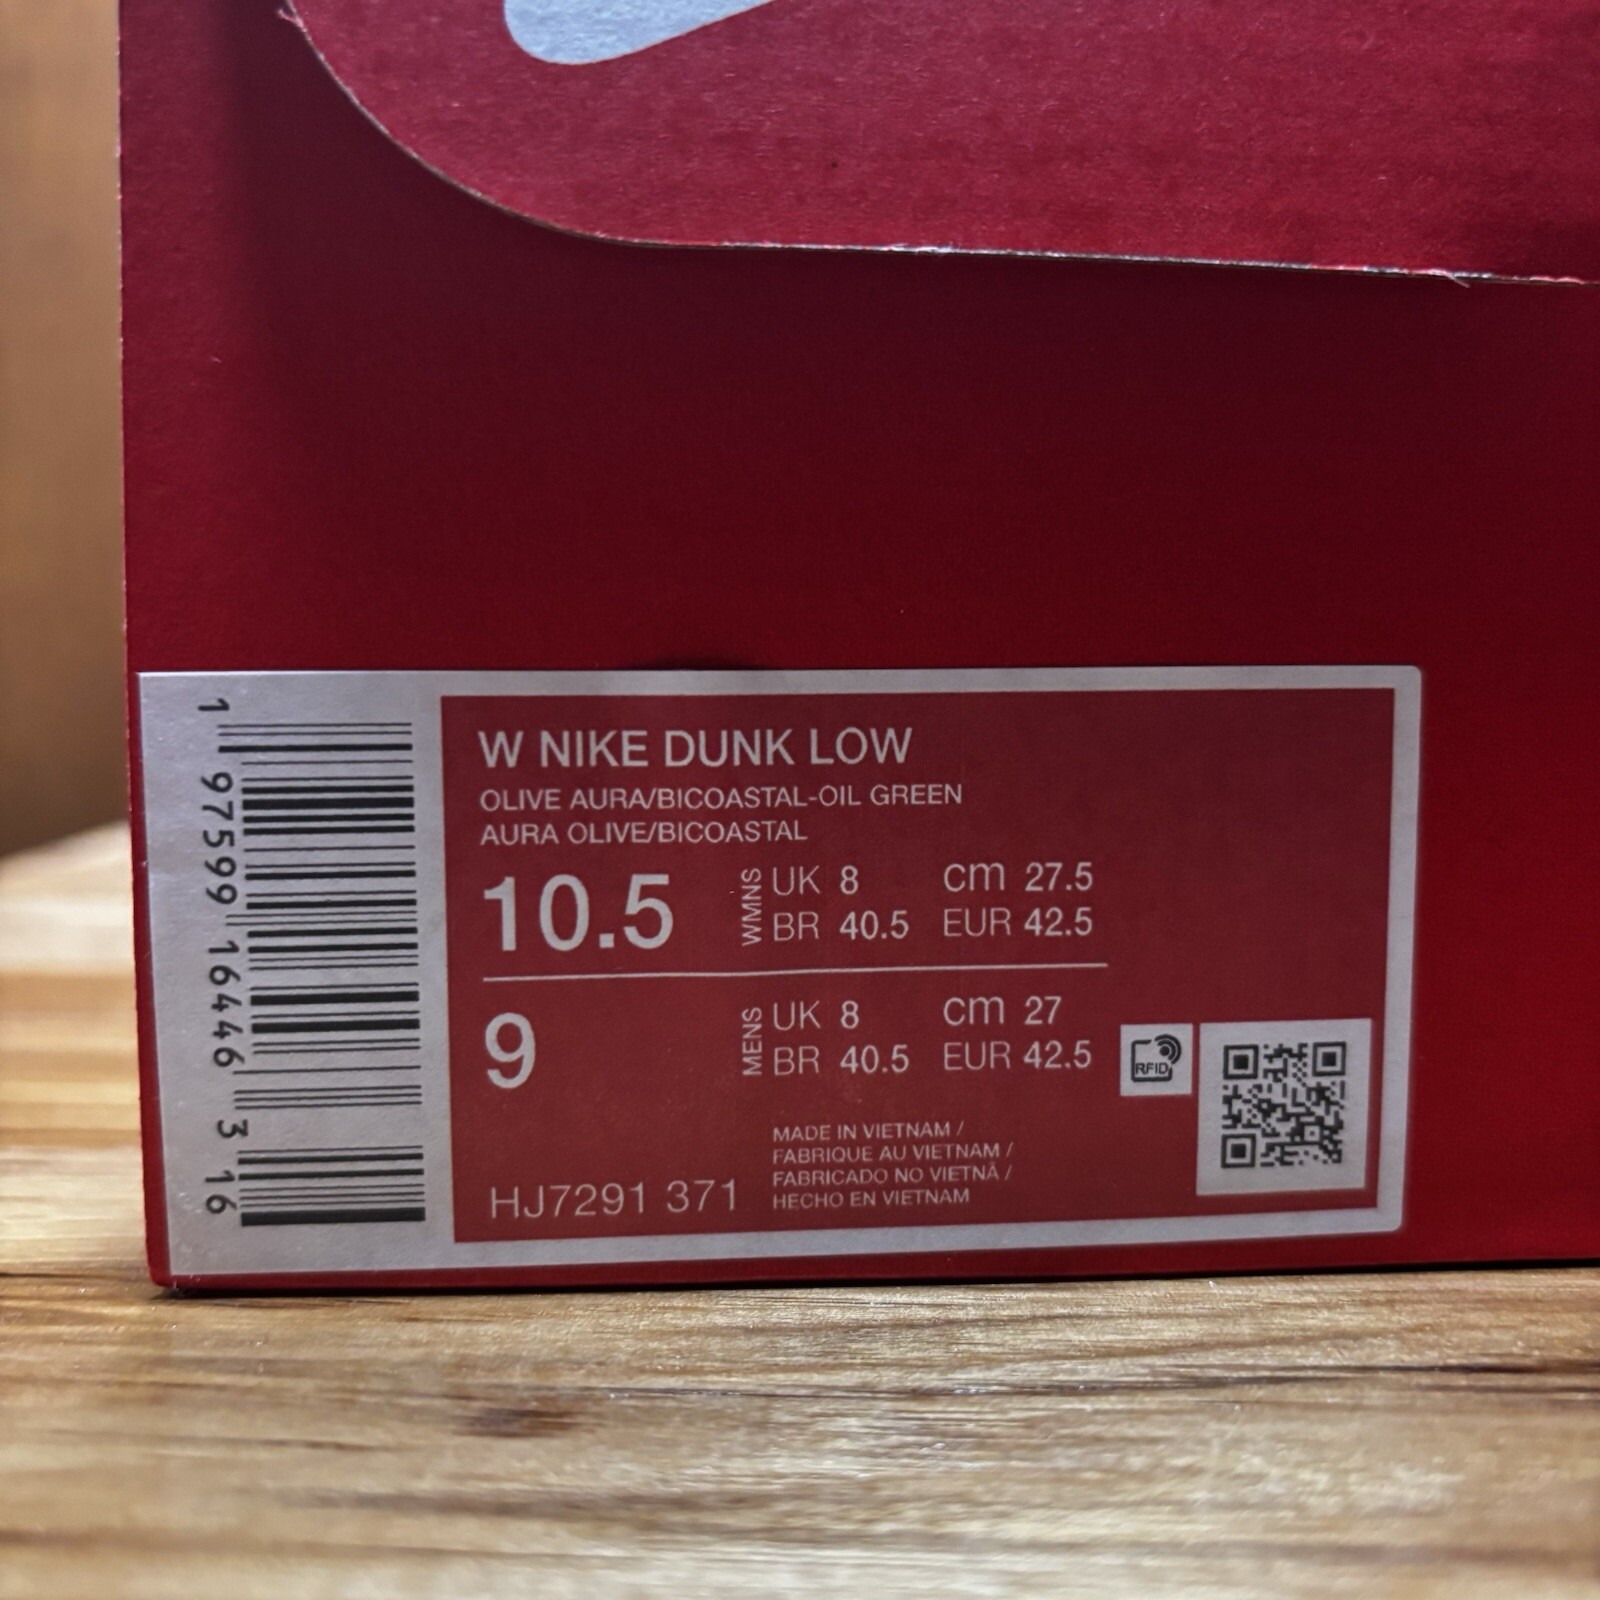 W NIKE DUNK LOW
OLIVE AURA/BICOASTAL-OIL GREEN
AURA OLIVE/BICOASTAL
10.5 WMNS UK 8 cm 27.5
BR 40.5 EUR 42.5
9 MENS UK 8 cm 27
BR 40.5 EUR 42.5
RFID
MADE IN VIETNAM /
FABRIQUE AU VIETNAM /
FABRICADO NO VIETNÃ /
HECHO EN VIETNAM
HJ7291 371
1 97599 16446 3 16